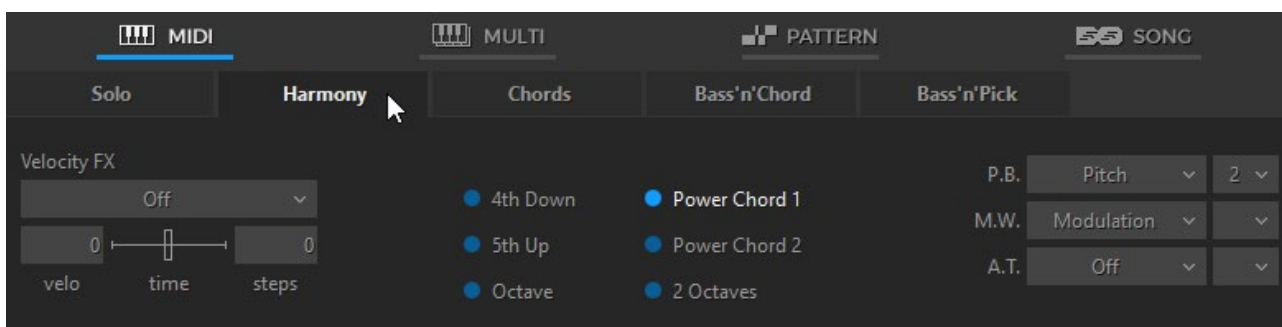 MIDI MULTI PATTERN SONG
Solo Harmony Chords Bass'n'Chord Bass'n'Pick
Velocity FX
Off
0 0
velo time steps
4th Down Power Chord 1
5th Up Power Chord 2
Octave 2 Octaves
P.B. Pitch 2
M.W. Modulation
A.T. Off